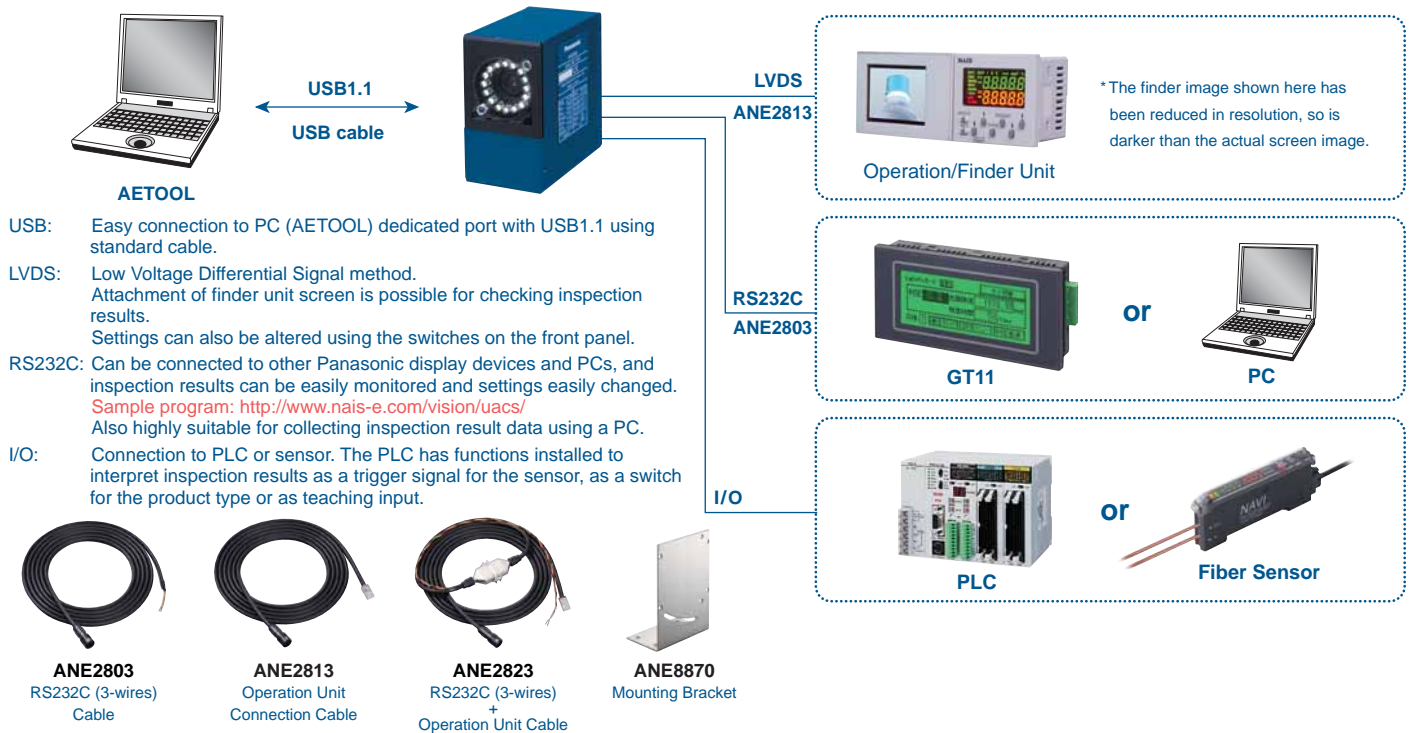 USB1.1
USB cable
AETOOL
Panasonic
LVDS
ANE2813
NAIS
Operation/Finder Unit
* The finder image shown here has
been reduced in resolution, so is
darker than the actual screen image.
USB: Easy connection to PC (AETOOL) dedicated port with USB1.1 using
standard cable.
LVDS: Low Voltage Differential Signal method.
Attachment of finder unit screen is possible for checking inspection
results.
Settings can also be altered using the switches on the front panel.
RS232C: Can be connected to other Panasonic display devices and PCs, and
inspection results can be easily monitored and settings easily changed.
Sample program: http://www.nais-e.com/vision/uacs/
Also highly suitable for collecting inspection result data using a PC.
I/O: Connection to PLC or sensor. The PLC has functions installed to
interpret inspection results as a trigger signal for the sensor, as a switch
for the product type or as teaching input.
RS232C
ANE2803
GT11
or
PC
I/O
PLC
or
NAVI
Fiber Sensor
ANE2803
RS232C (3-wires)
Cable
ANE2813
Operation Unit
Connection Cable
ANE2823
RS232C (3-wires)
+
Operation Unit Cable
ANE8870
Mounting Bracket